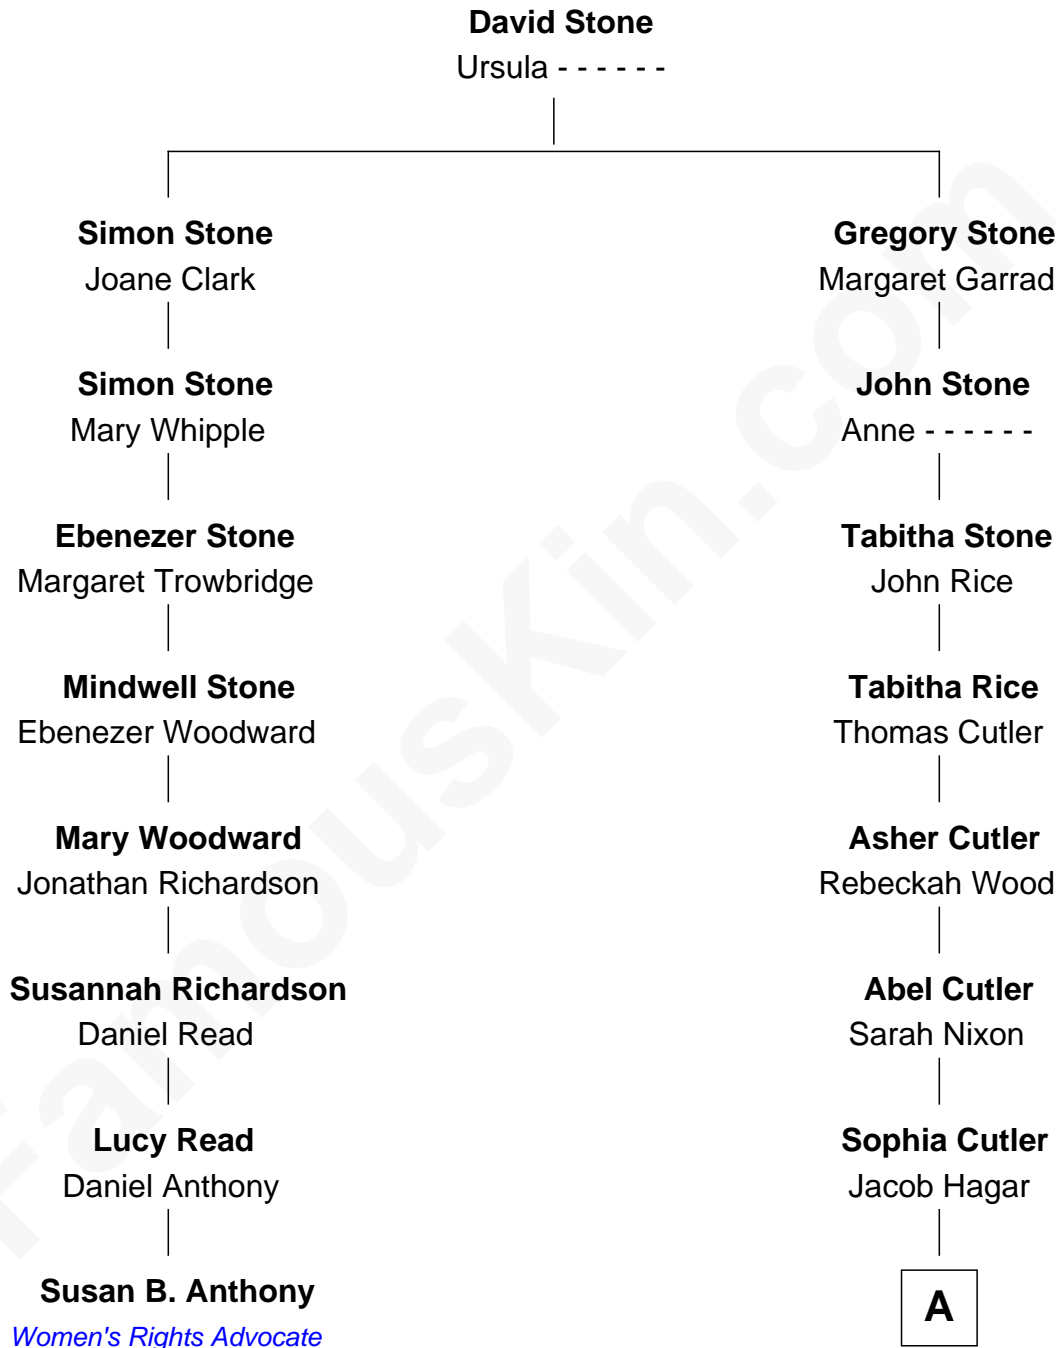 David Stone
Ursula - - - - - -
Simon Stone
Joane Clark
Gregory Stone
Margaret Garrad
Simon Stone
Mary Whipple
John Stone
Anne - - - - - -
Ebenezer Stone
Margaret Trowbridge
Tabitha Stone
John Rice
Mindwell Stone
Ebenezer Woodward
Tabitha Rice
Thomas Cutler
Mary Woodward
Jonathan Richardson
Asher Cutler
Rebeckah Wood
Susannah Richardson
Daniel Read
Abel Cutler
Sarah Nixon
Lucy Read
Daniel Anthony
Sophia Cutler
Jacob Hagar
Susan B. Anthony
Women's Rights Advocate
A
FamousKin.com